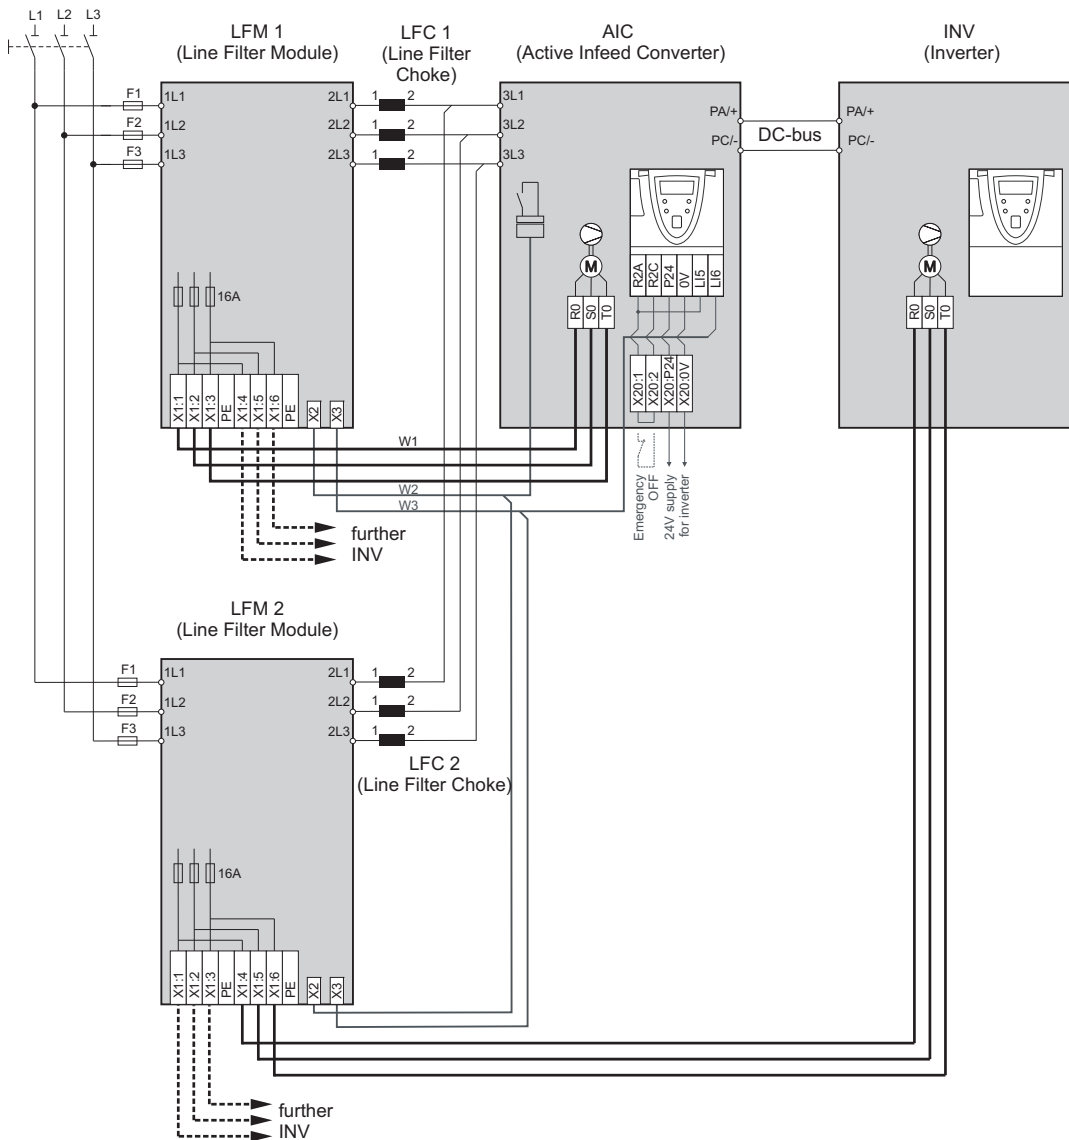 L1 L2 L3
LFM 1
(Line Filter Module)
LFC 1
(Line Filter
Choke)
AIC
(Active Infeed Converter)
INV
(Inverter)
F1
F2
F3
1L1
1L2
1L3
2L1
2L2
2L3
1 2
1 2
1 2
3L1
3L2
3L3
PA/+
PC/-
DC-bus
PA/+
PC/-
16A
M
R0 S0 T0
R2A R2C P24 0V LI5 LI6
X20:1 X20:2 X20:P24 X20:0V
M
R0 S0 T0
X1:1 X1:2 X1:3 PE X1:4 X1:5 X1:6 PE X2 X3
W1
W2
W3
Emergency
OFF
24V supply
for inverter
further
INV
LFM 2
(Line Filter Module)
F1
F2
F3
1L1
1L2
1L3
2L1
2L2
2L3
1 2
1 2
1 2
LFC 2
(Line Filter Choke)
16A
X1:1 X1:2 X1:3 PE X1:4 X1:5 X1:6 PE X2 X3
further
INV